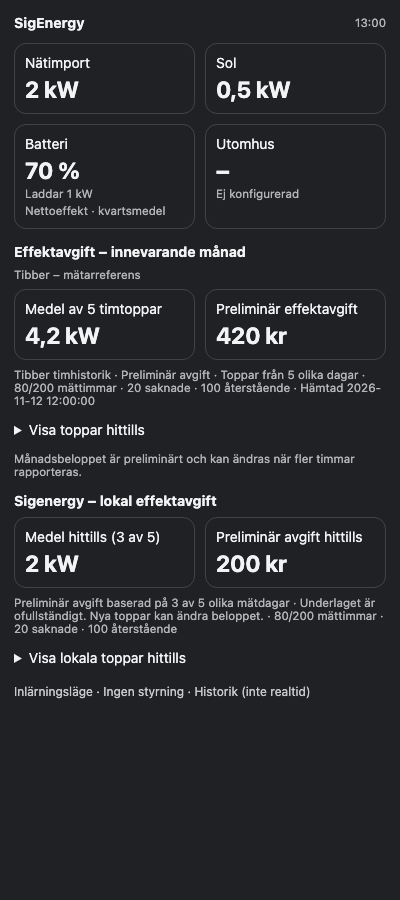 SigEnergy 13:00
Nätimport
2 kW
Sol
0,5 kW
Batteri
70 %
Laddar 1 kW
Nettoeffekt · kvartsmedel
Utomhus
–
Ej konfigurerad
Effektavgift – innevarande månad
Tibber – mätarreferens
Medel av 5 timtoppar
4,2 kW
Preliminär effektavgift
420 kr
Tibber timhistorik · Preliminär avgift · Toppar från 5 olika dagar ·
80/200 mättimmar · 20 saknade · 100 återstående · Hämtad 2026-
11-12 12:00:00
Visa toppar hittills
Månadsbeloppet är preliminärt och kan ändras när fler timmar
rapporteras.
Sigenergy – lokal effektavgift
Medel hittills (3 av 5)
2 kW
Preliminär avgift hittills
200 kr
Preliminär avgift baserad på 3 av 5 olika mätdagar · Underlaget är
ofullständigt. Nya toppar kan ändra beloppet. · 80/200 mättimmar ·
20 saknade · 100 återstående
Visa lokala toppar hittills
Inlärningsläge · Ingen styrning · Historik (inte realtid)